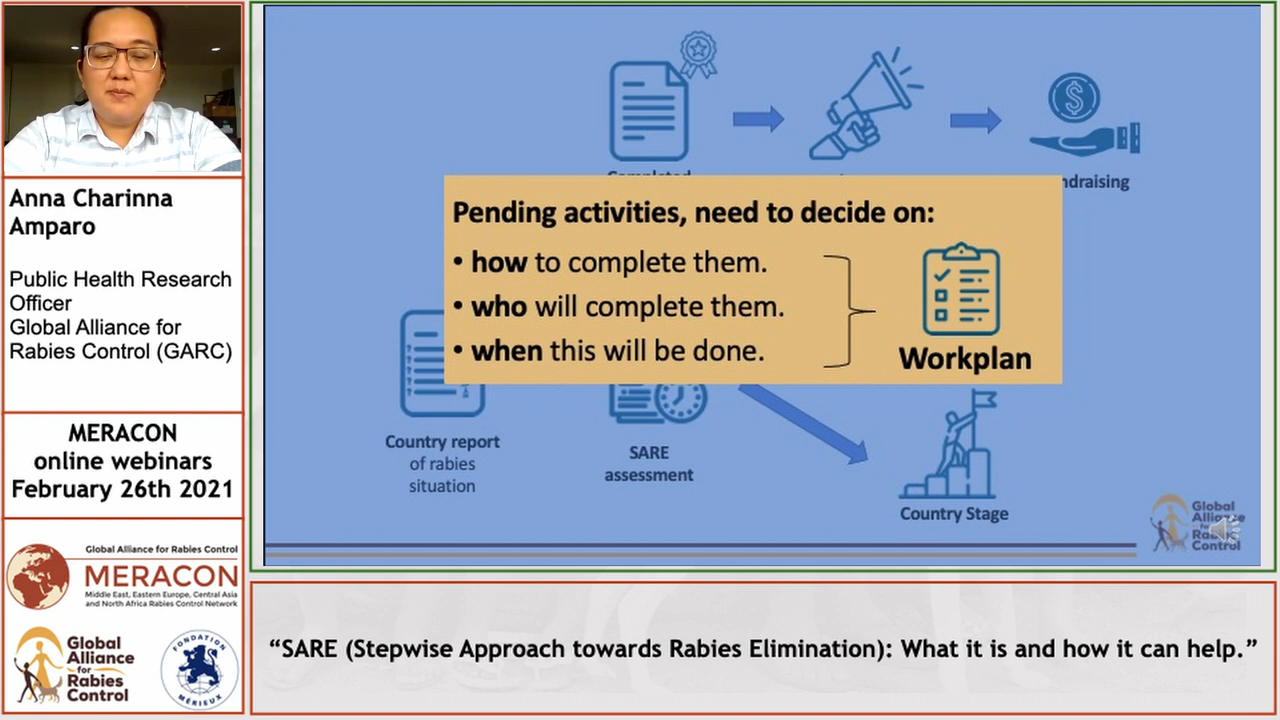 Anna Charinna
Amparo
Public Health Research
Officer
Global Alliance for
Rabies Control (GARC)
MERACON
online webinars
February 26th 2021
Global Alliance for Rabies Control
MERACON
Middle East, Eastern Europe, Central Asia
and North Africa Rabies Control Network
Global
Alliance
for
Rabies
Control
FONDATION
MÉRIEUX
Completed
ndraising
Pending activities, need to decide on:
• how to complete them.
• who will complete them.
• when this will be done.
Workplan
Country report
of rabies
situation
SARE
assessment
Country Stage
Global
Alliance
for
Rabies
Control
“SARE (Stepwise Approach towards Rabies Elimination): What it is and how it can help.”